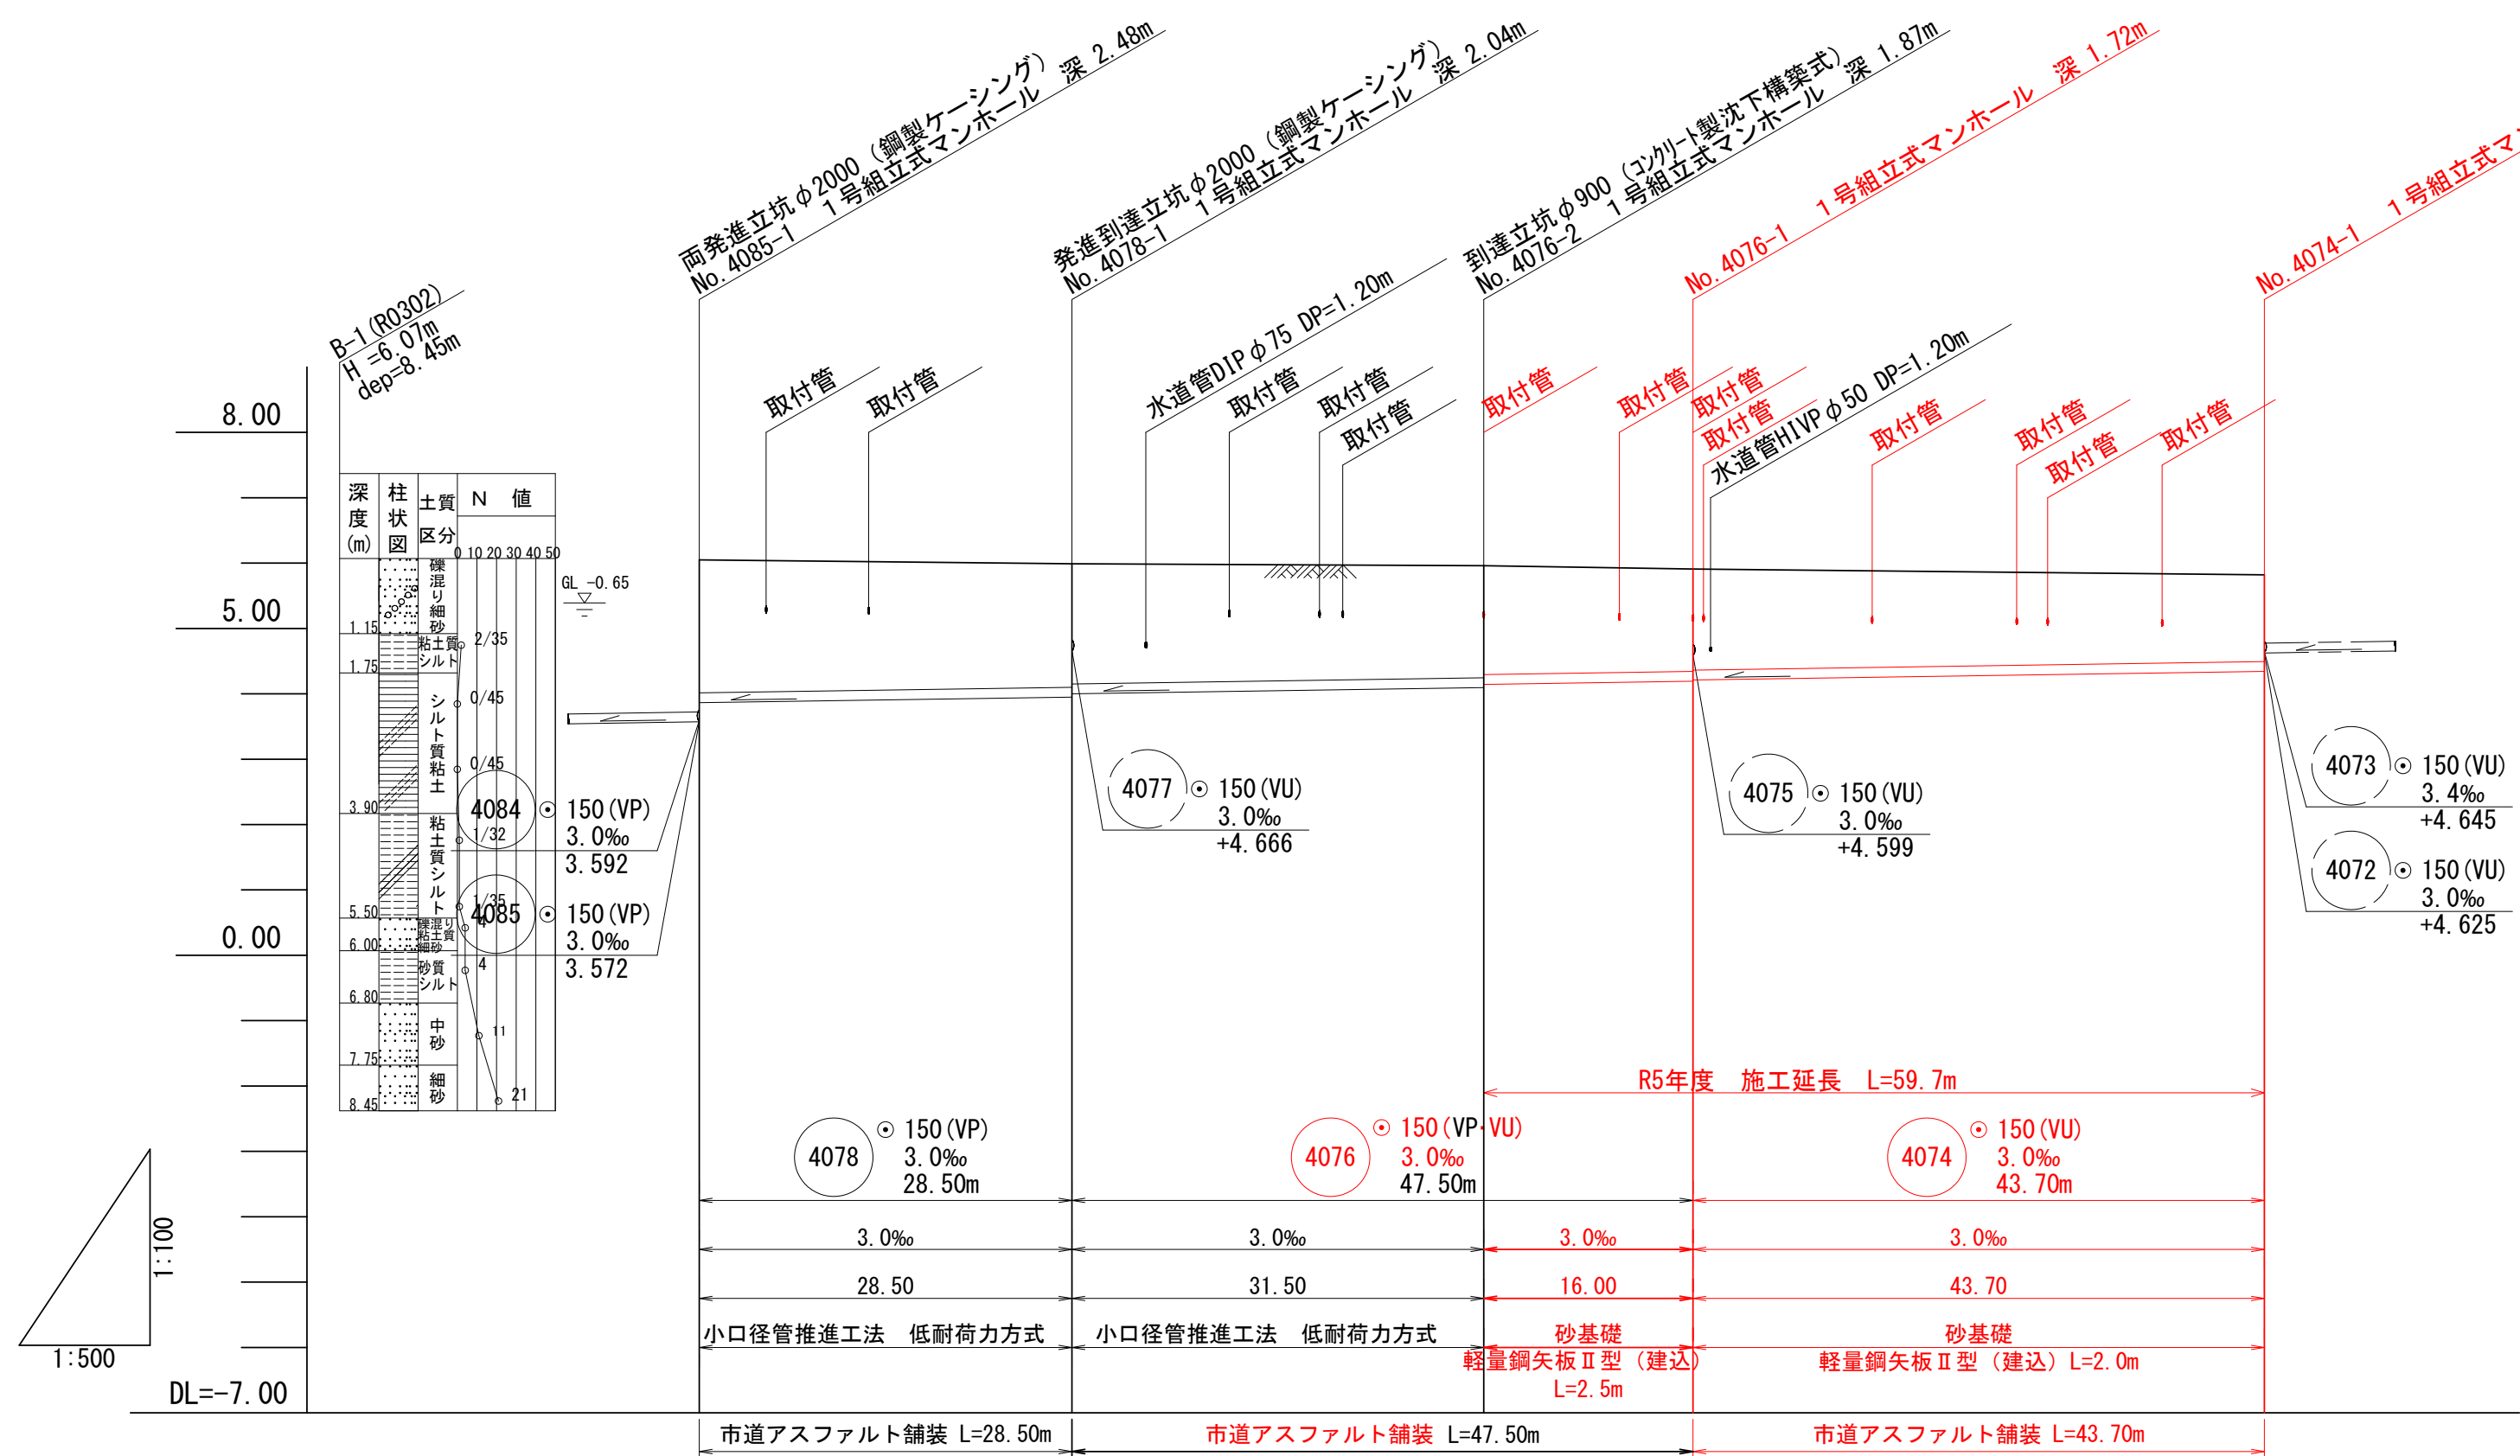 両発進立坑φ2000（鋼製ケーシング）
No.4085-1　1号組立式マンホール　深 2.48m
発進到達立坑φ2000（鋼製ケーシング）
No.4078-1　1号組立式マンホール　深 2.04m
到達立坑φ900（ｺﾝｸﾘｰﾄ製沈下構築式）
No.4076-2　1号組立式マンホール　深 1.87m
No.4076-1　1号組立式マンホール　深 1.72m
No.4074-1　1号組立式マ
B-1(R0302)
H =6.07m
dep=8.45m
取付管
取付管
水道管DIPφ75 DP=1.20m
取付管
取付管
取付管
取付管
取付管
取付管
取付管
水道管HIVPφ50 DP=1.20m
取付管
取付管
取付管
取付管
8.00
5.00
0.00
DL=-7.00
深度(m)
柱状図
土質区分
N　値
0 10 20 30 40 50
礫混り細砂
1.15
粘土質シルト
2/35
1.75
シルト質粘土
0/45
0/45
3.90
粘土質シルト
1/32
1/35
5.50
礫混り粘土質細砂
4
6.00
砂質シルト
4
6.80
中砂
11
7.75
細砂
21
8.45
GL -0.65
4084 150(VP)
3.0‰
3.592
4085 150(VP)
3.0‰
3.572
4077 150(VU)
3.0‰
+4.666
4075 150(VU)
3.0‰
+4.599
4073 150(VU)
3.4‰
+4.645
4072 150(VU)
3.0‰
+4.625
R5年度　施工延長　L=59.7m
4078 150(VP)
3.0‰
28.50m
4076 150(VP・VU)
3.0‰
47.50m
4074 150(VU)
3.0‰
43.70m
3.0‰ 3.0‰ 3.0‰ 3.0‰
28.50 31.50 16.00 43.70
小口径管推進工法　低耐荷力方式
小口径管推進工法　低耐荷力方式
砂基礎
軽量鋼矢板Ⅱ型（建込）
L=2.5m
砂基礎
軽量鋼矢板Ⅱ型（建込）L=2.0m
市道アスファルト舗装 L=28.50m
市道アスファルト舗装 L=47.50m
市道アスファルト舗装 L=43.70m
1:100
1:500